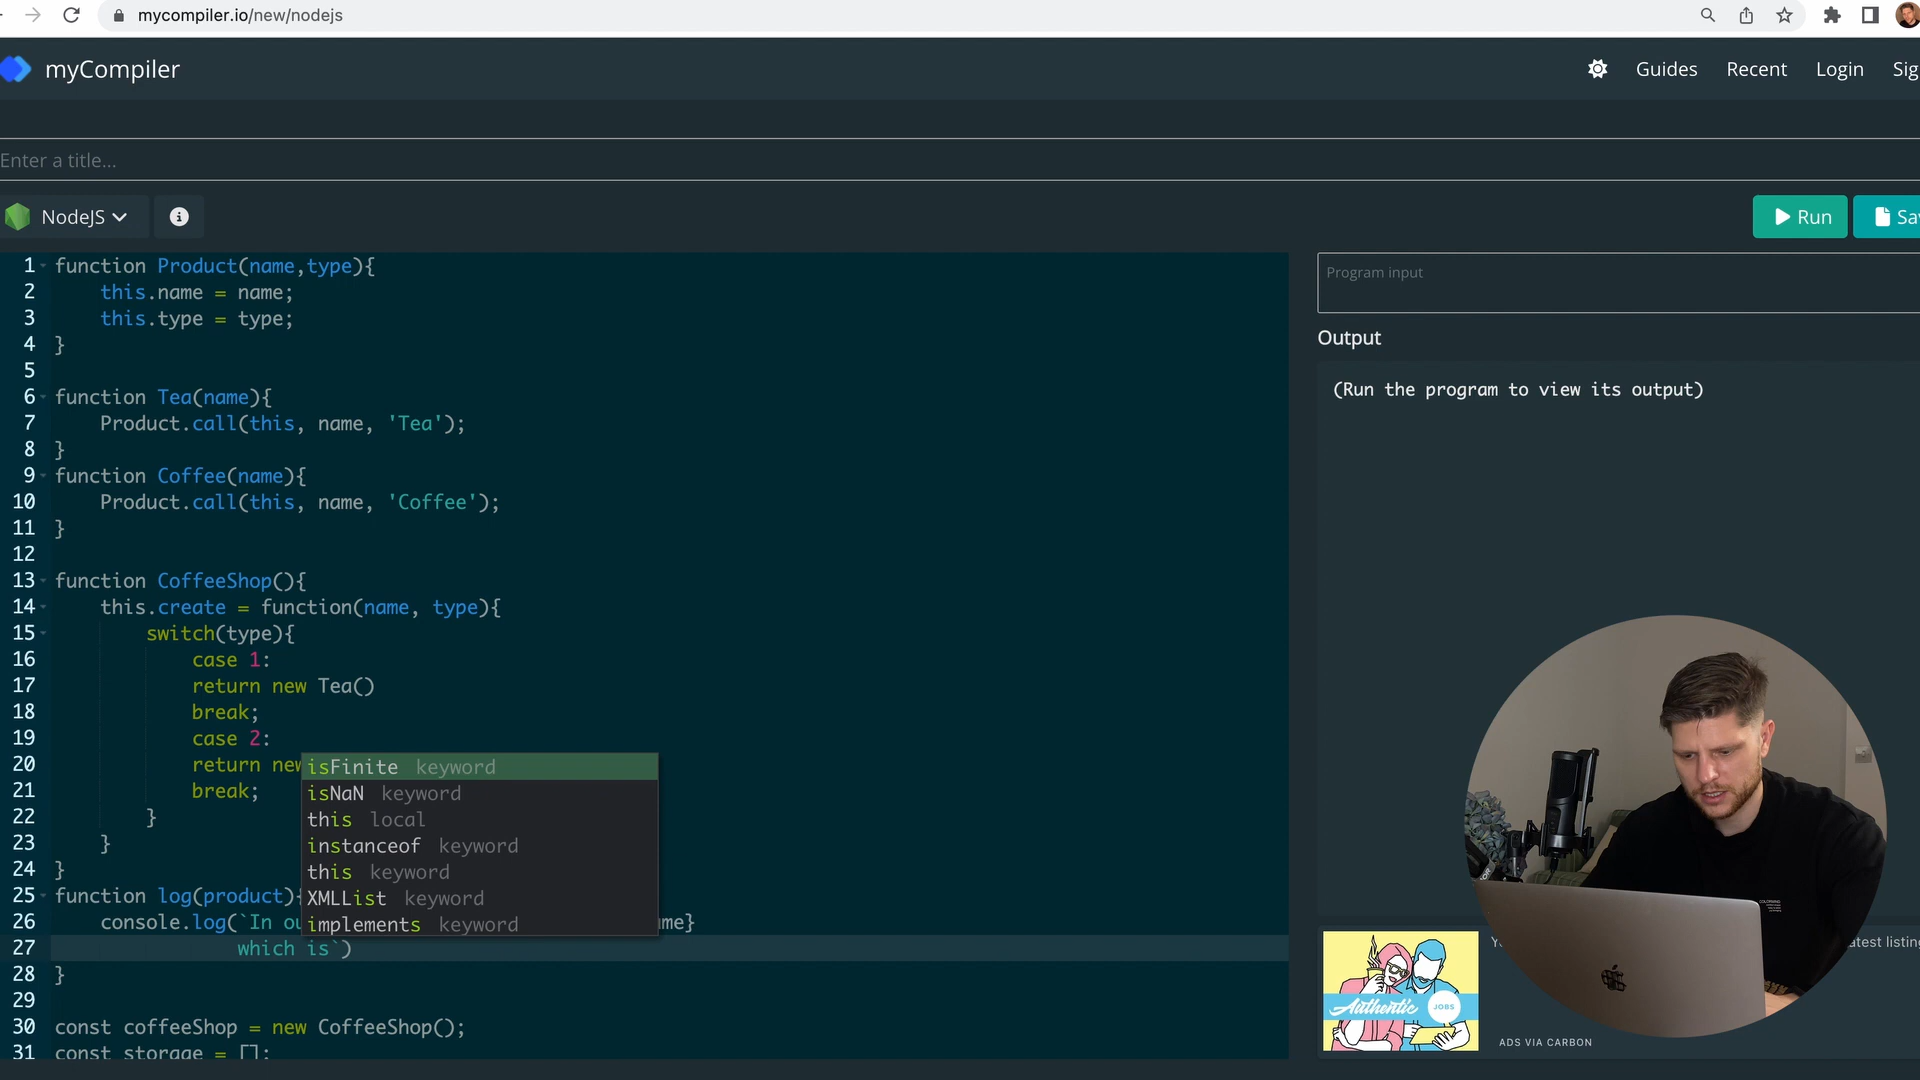 mycompiler.io/new/nodejs
myCompiler
Guides Recent Login Sig
Enter a title...
NodeJS
Run
Sav
1 function Product(name,type){
2 this.name = name;
3 this.type = type;
4 }
5
6 function Tea(name){
7 Product.call(this, name, 'Tea');
8 }
9 function Coffee(name){
10 Product.call(this, name, 'Coffee');
11 }
12
13 function CoffeeShop(){
14 this.create = function(name, type){
15 switch(type){
16 case 1:
17 return new Tea()
18 break;
19 case 2:
20 return new
21 break;
22 }
23 }
24 }
25 function log(product){
26 console.log(`In ou me}
27 which is`)
28 }
29
30 const coffeeShop = new CoffeeShop();
31 const storage = [];
isFinite keyword
isNaN keyword
this local
instanceof keyword
this keyword
XMLList keyword
implements keyword
Program input
Output
(Run the program to view its output)
Authentic JOBS
atest listing
ADS VIA CARBON